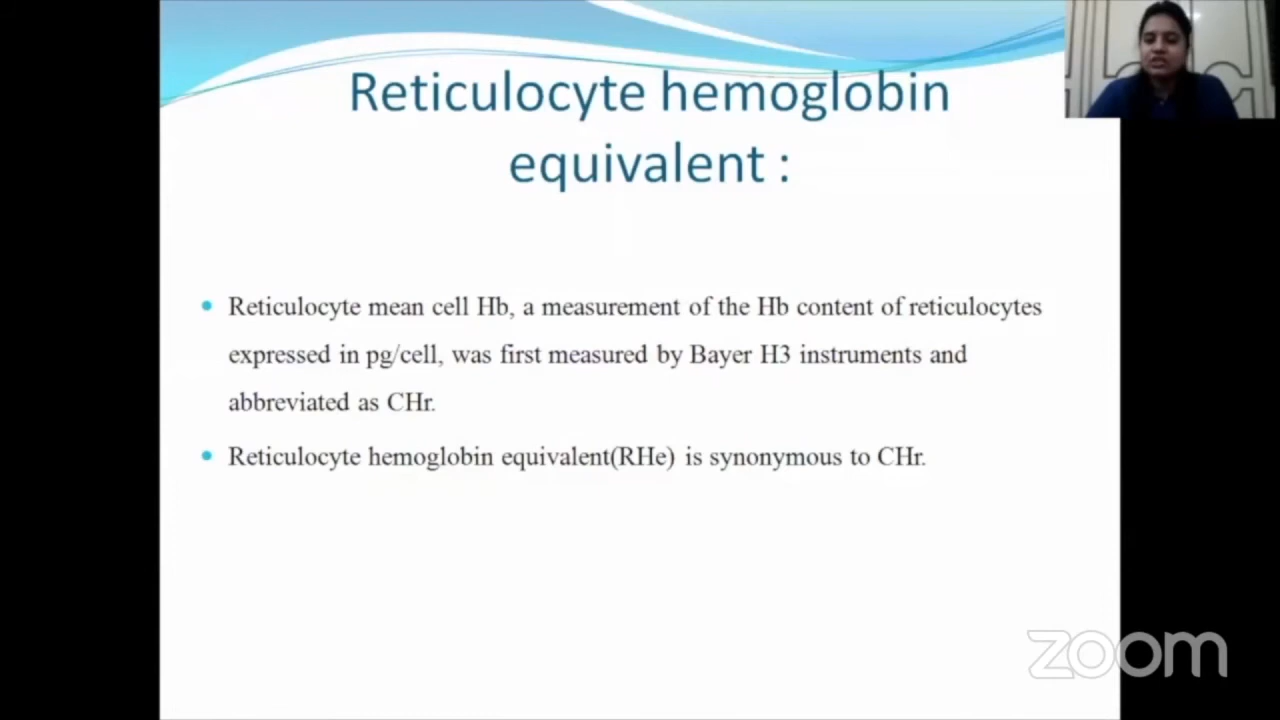 Reticulocyte hemoglobin
equivalent :
Reticulocyte mean cell Hb, a measurement of the Hb content of reticulocytes
expressed in pg/cell, was first measured by Bayer H3 instruments and
abbreviated as CHr.
Reticulocyte hemoglobin equivalent(RHe) is synonymous to CHr.
zoom